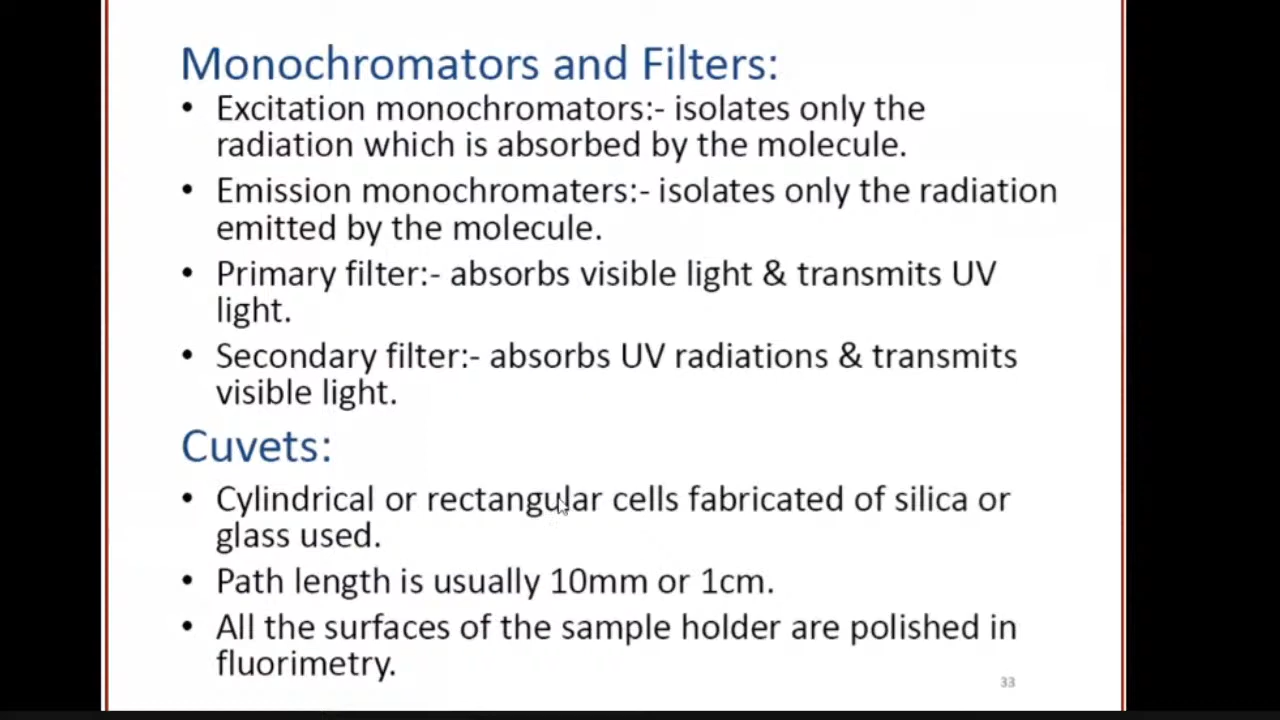 Monochromators and Filters:
• Excitation monochromators:- isolates only the
radiation which is absorbed by the molecule.
• Emission monochromaters:- isolates only the radiation
emitted by the molecule.
• Primary filter:- absorbs visible light & transmits UV
light.
• Secondary filter:- absorbs UV radiations & transmits
visible light.
Cuvets:
• Cylindrical or rectangular cells fabricated of silica or
glass used.
• Path length is usually 10mm or 1cm.
• All the surfaces of the sample holder are polished in
fluorimetry.
33